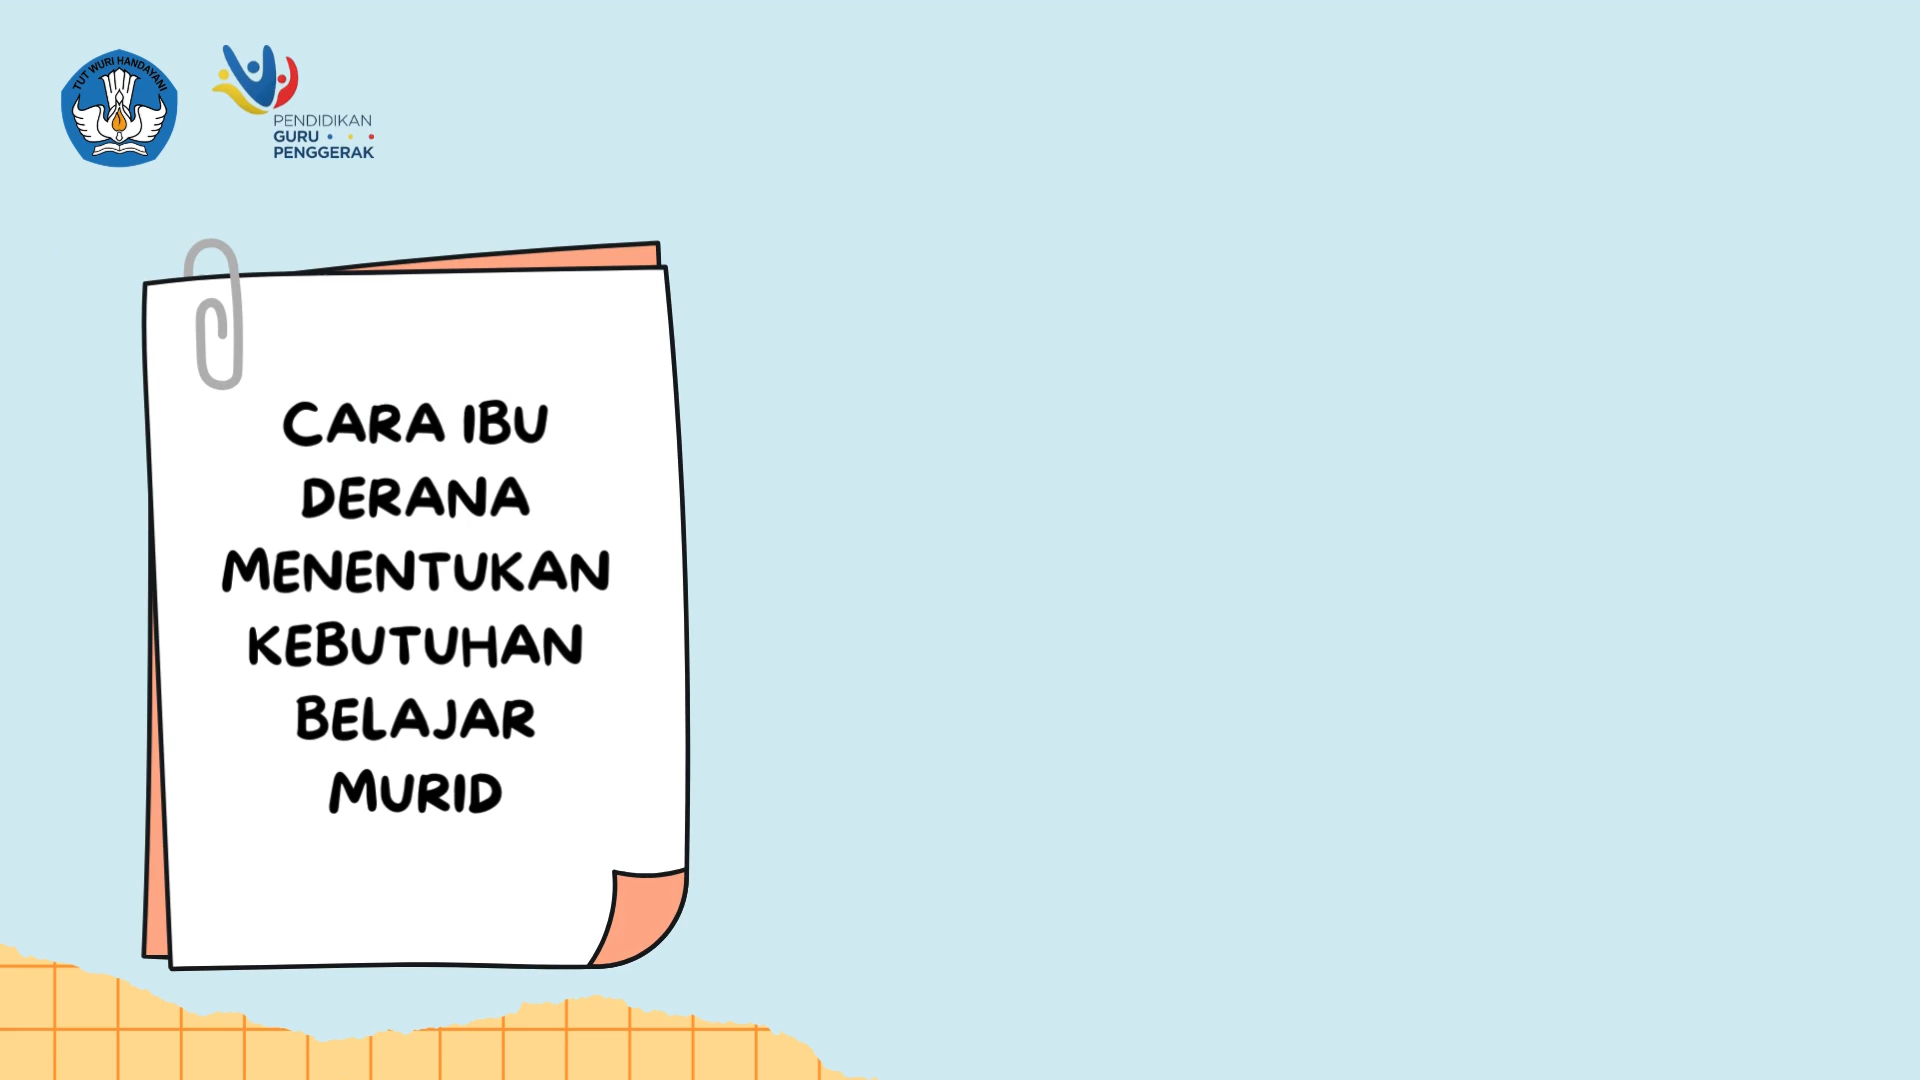 TUT WURI HANDAYANI
PENDIDIKAN
GURU
PENGGERAK
CARA IBU
DERANA
MENENTUKAN
KEBUTUHAN
BELAJAR
MURID